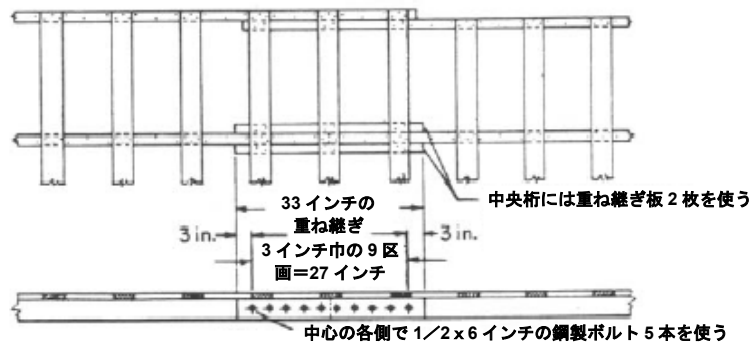 中央桁には重ね継ぎ板2枚を使う
33インチの
重ね継ぎ
3 in.
3 in.
3インチ巾の9区
画=27インチ
中心の各側で1/2x6インチの鋼製ボルト5本を使う